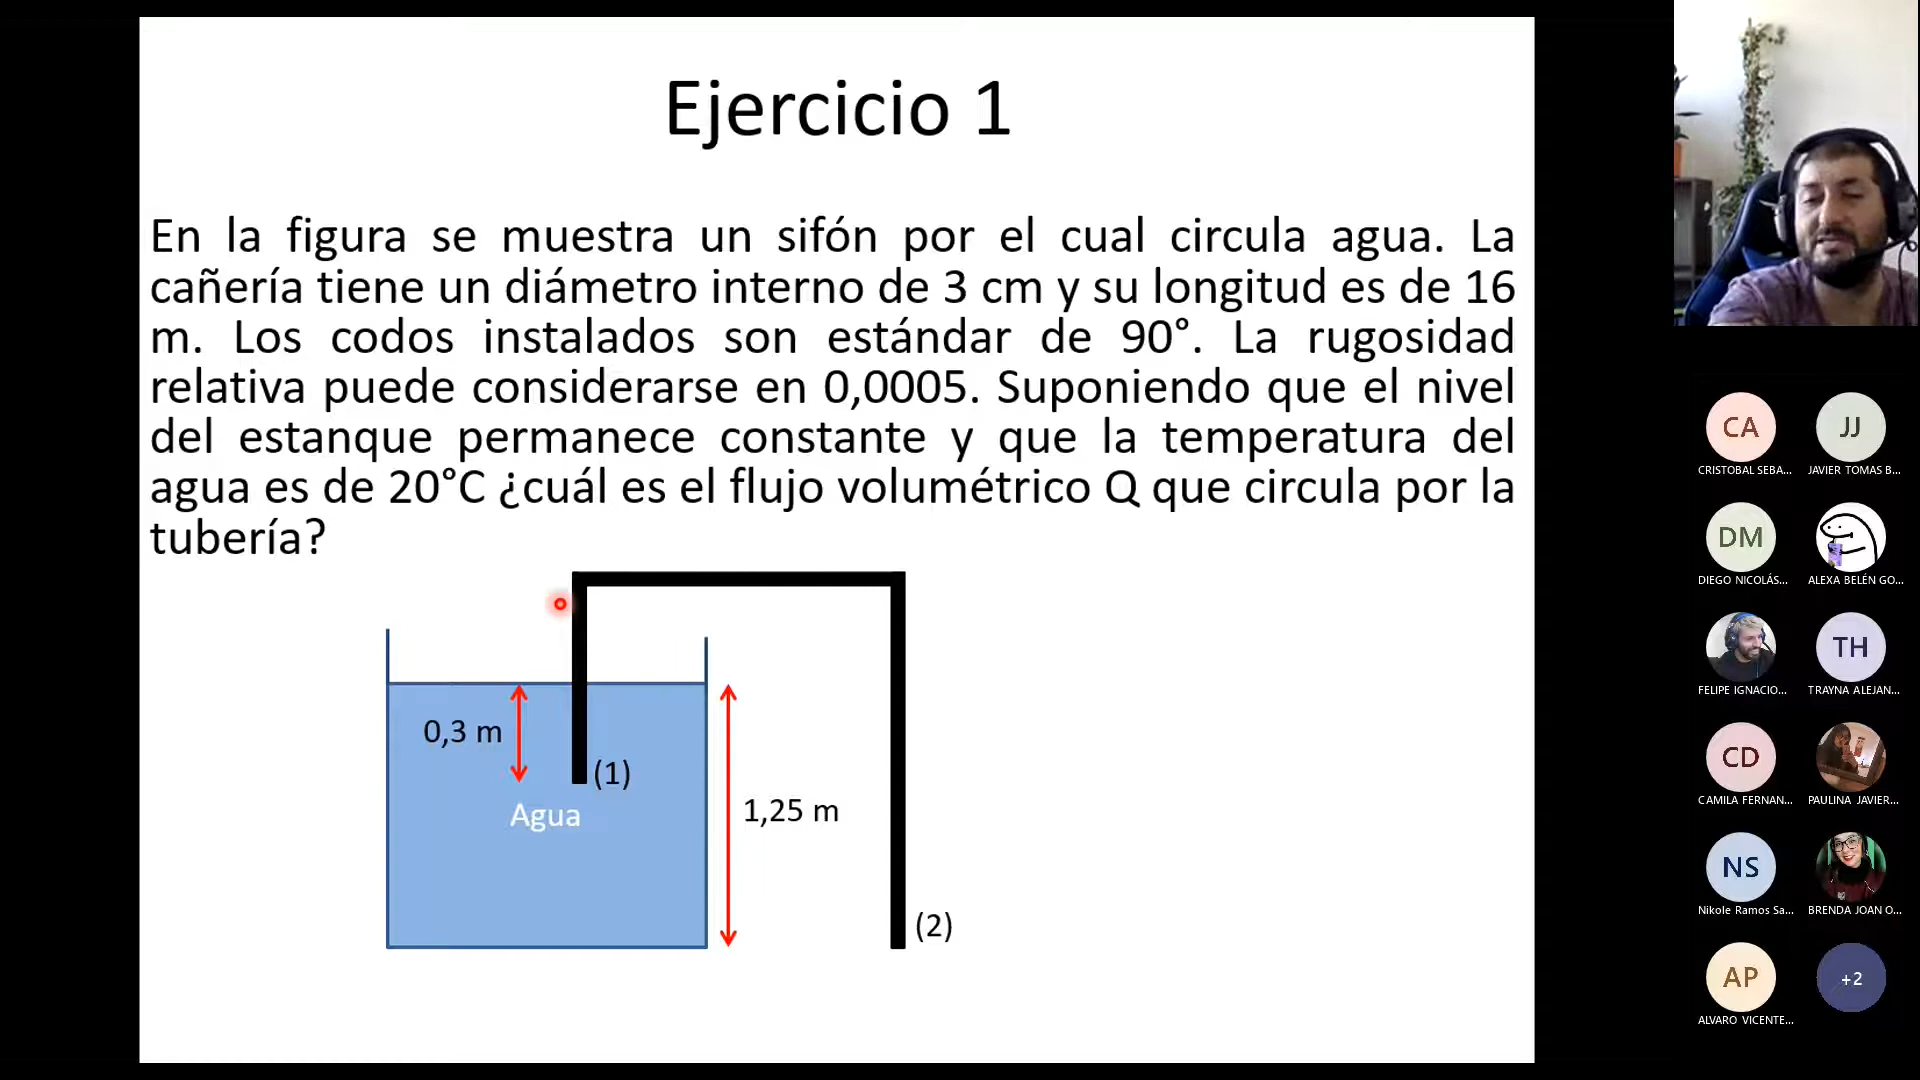 Ejercicio 1
En la figura se muestra un sifón por el cual circula agua. La
cañería tiene un diámetro interno de 3 cm y su longitud es de 16
m. Los codos instalados son estándar de 90°. La rugosidad
relativa puede considerarse en 0,0005. Suponiendo que el nivel
del estanque permanece constante y que la temperatura del
agua es de 20°C ¿cuál es el flujo volumétrico Q que circula por la
tubería?
0,3 m
(1)
Agua
1,25 m
(2)
CA
CRISTOBAL SEBA...
JJ
JAVIER TOMAS B...
DM
DIEGO NICOLÁS...
ALEXA BELÉN GO...
FELIPE IGNACIO...
TH
TRAYNA ALEJAN...
CD
CAMILA FERNAN...
PAULINA JAVIER...
NS
Nikole Ramos Sa...
BRENDA JOAN O...
AP
ALVARO VICENTE...
+2